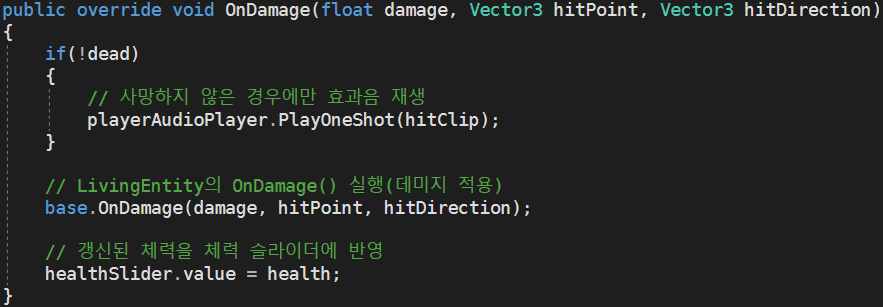 public override void OnDamage(float damage, Vector3 hitPoint, Vector3 hitDirection)
{
    if(!dead)
    {
        // 사망하지 않은 경우에만 효과음 재생
        playerAudioPlayer.PlayOneShot(hitClip);
    }
    // LivingEntity의 OnDamage() 실행(데미지 적용)
    base.OnDamage(damage, hitPoint, hitDirection);
    // 갱신된 체력을 체력 슬라이더에 반영
    healthSlider.value = health;
}